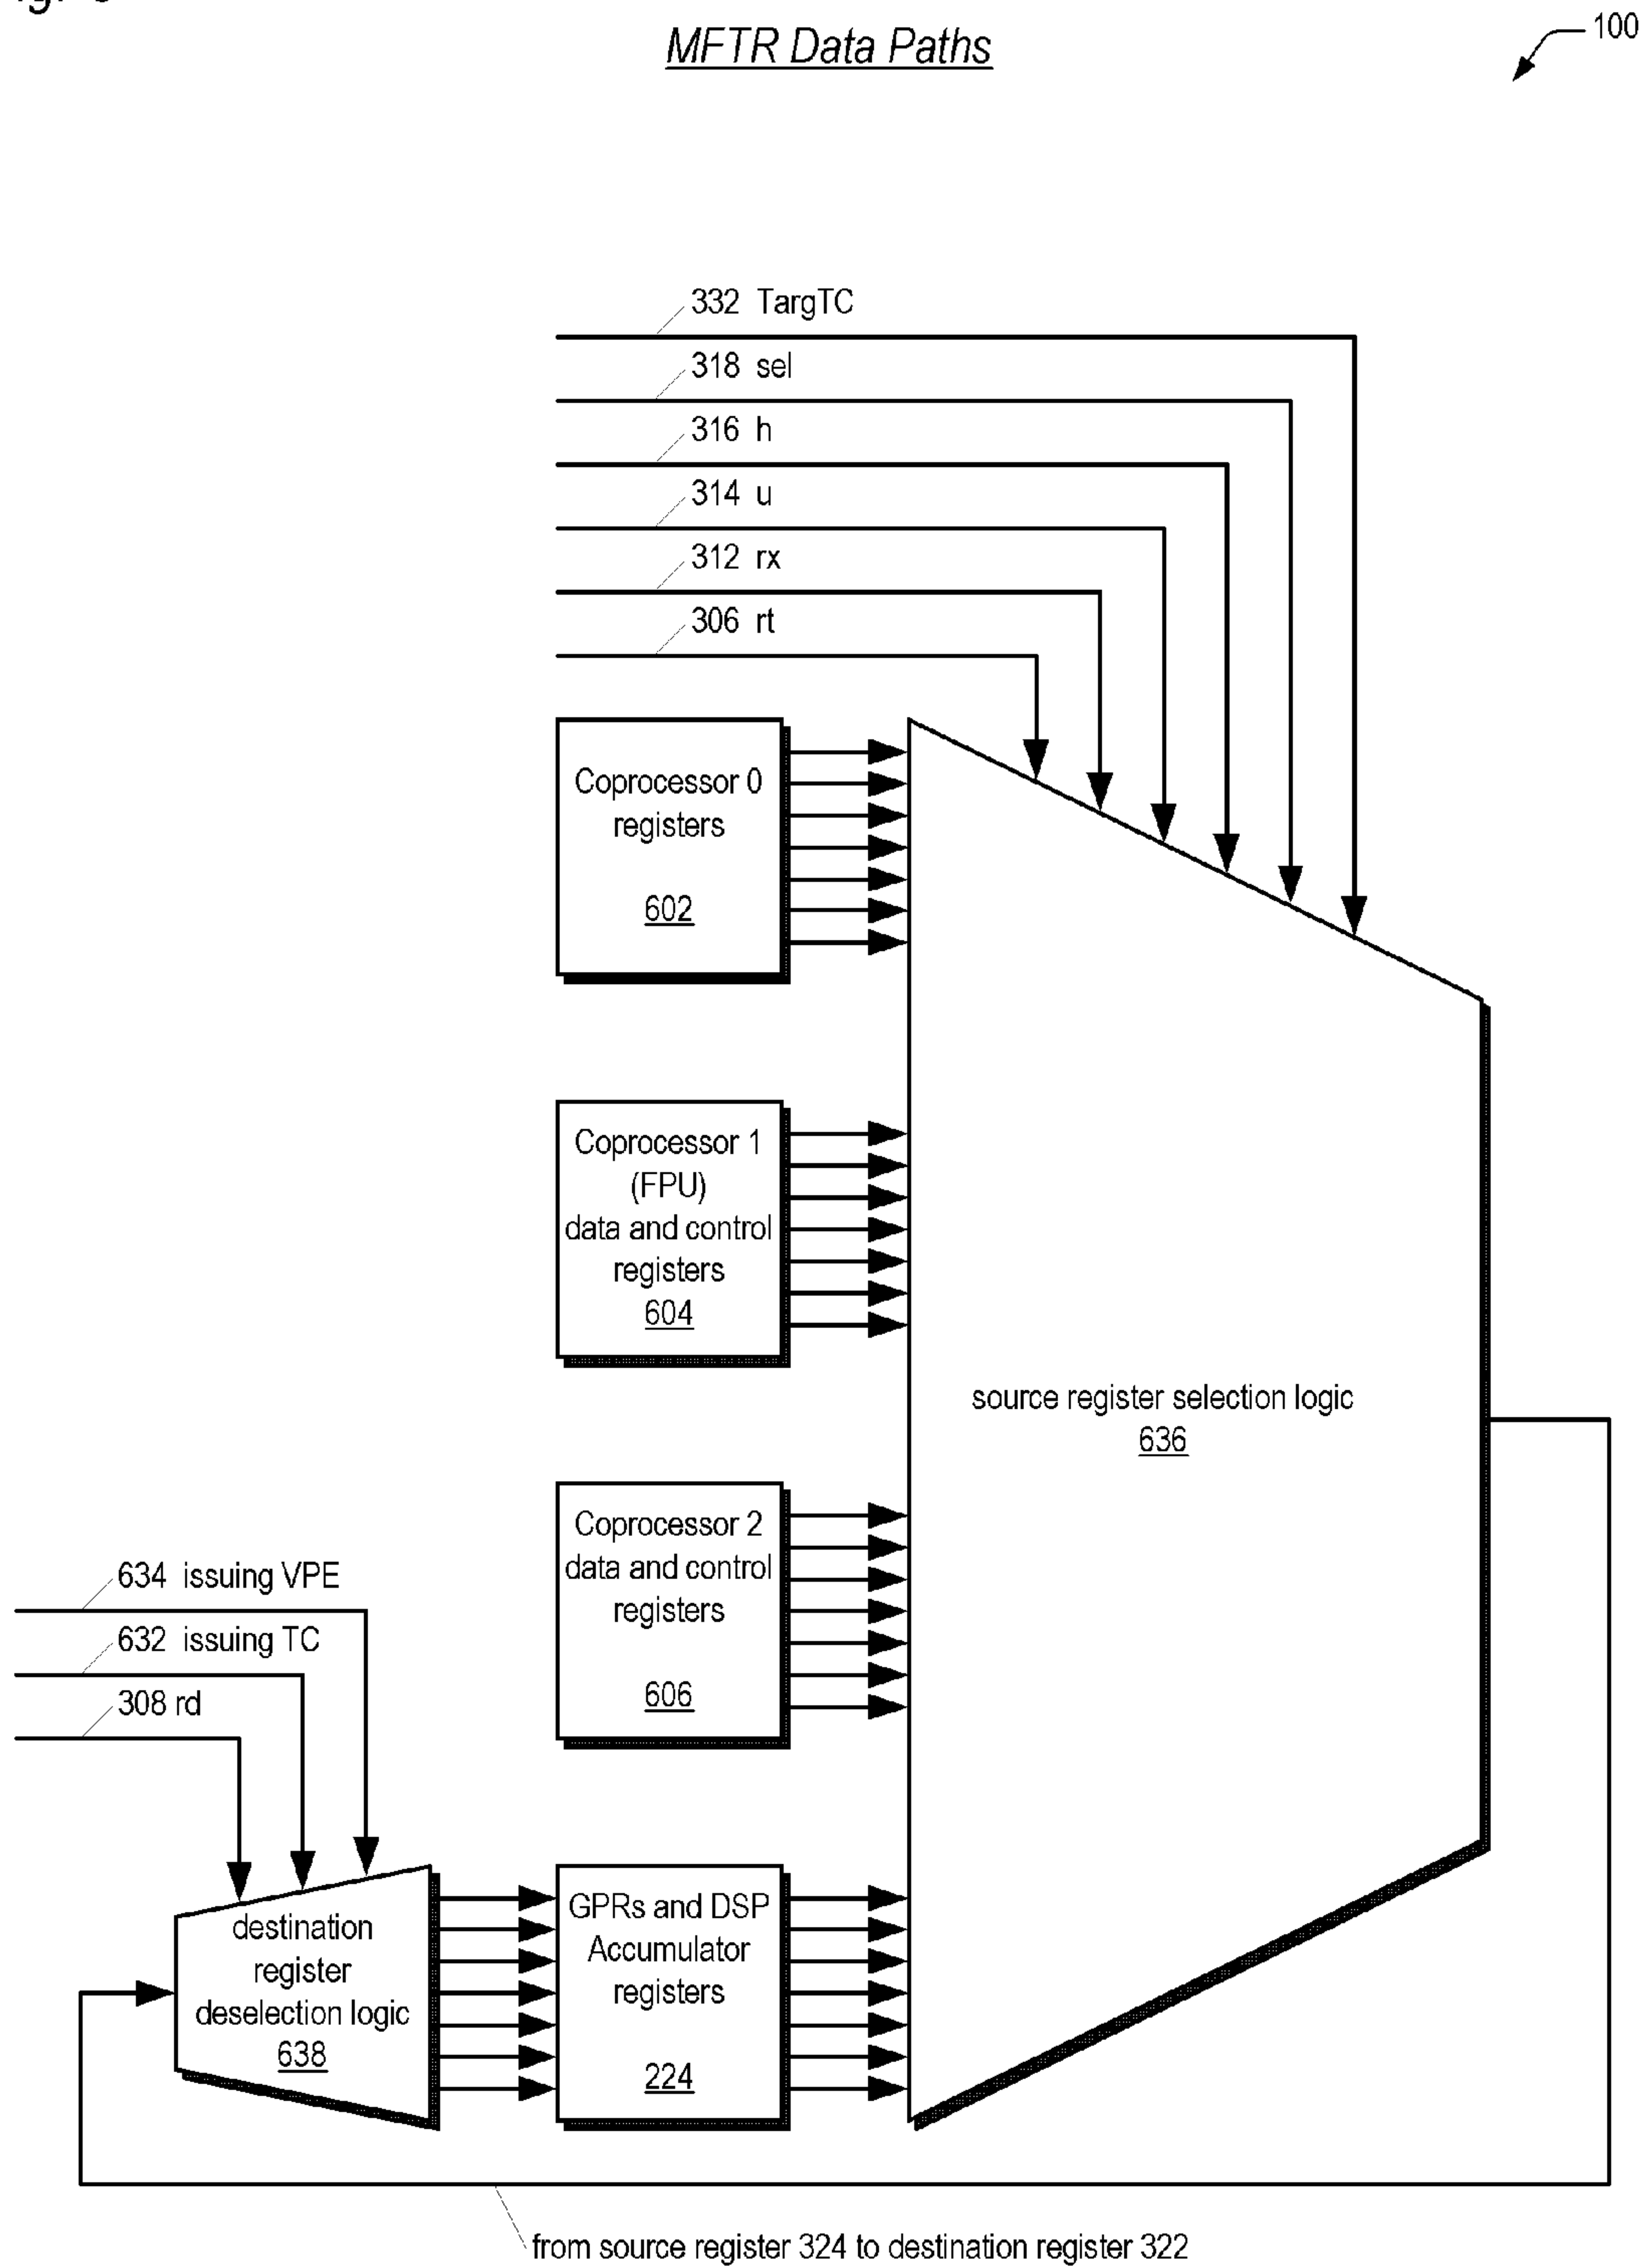 MFTR Data Paths
100
332 TargTC
318 sel
316 h
314 u
312 rx
306 rt
Coprocessor 0
registers
602
Coprocessor 1
(FPU)
data and control
registers
604
source register selection logic
636
Coprocessor 2
data and control
registers
606
634 issuing VPE
632 issuing TC
308 rd
destination
register
deselection logic
638
GPRs and DSP
Accumulator
registers
224
from source register 324 to destination register 322